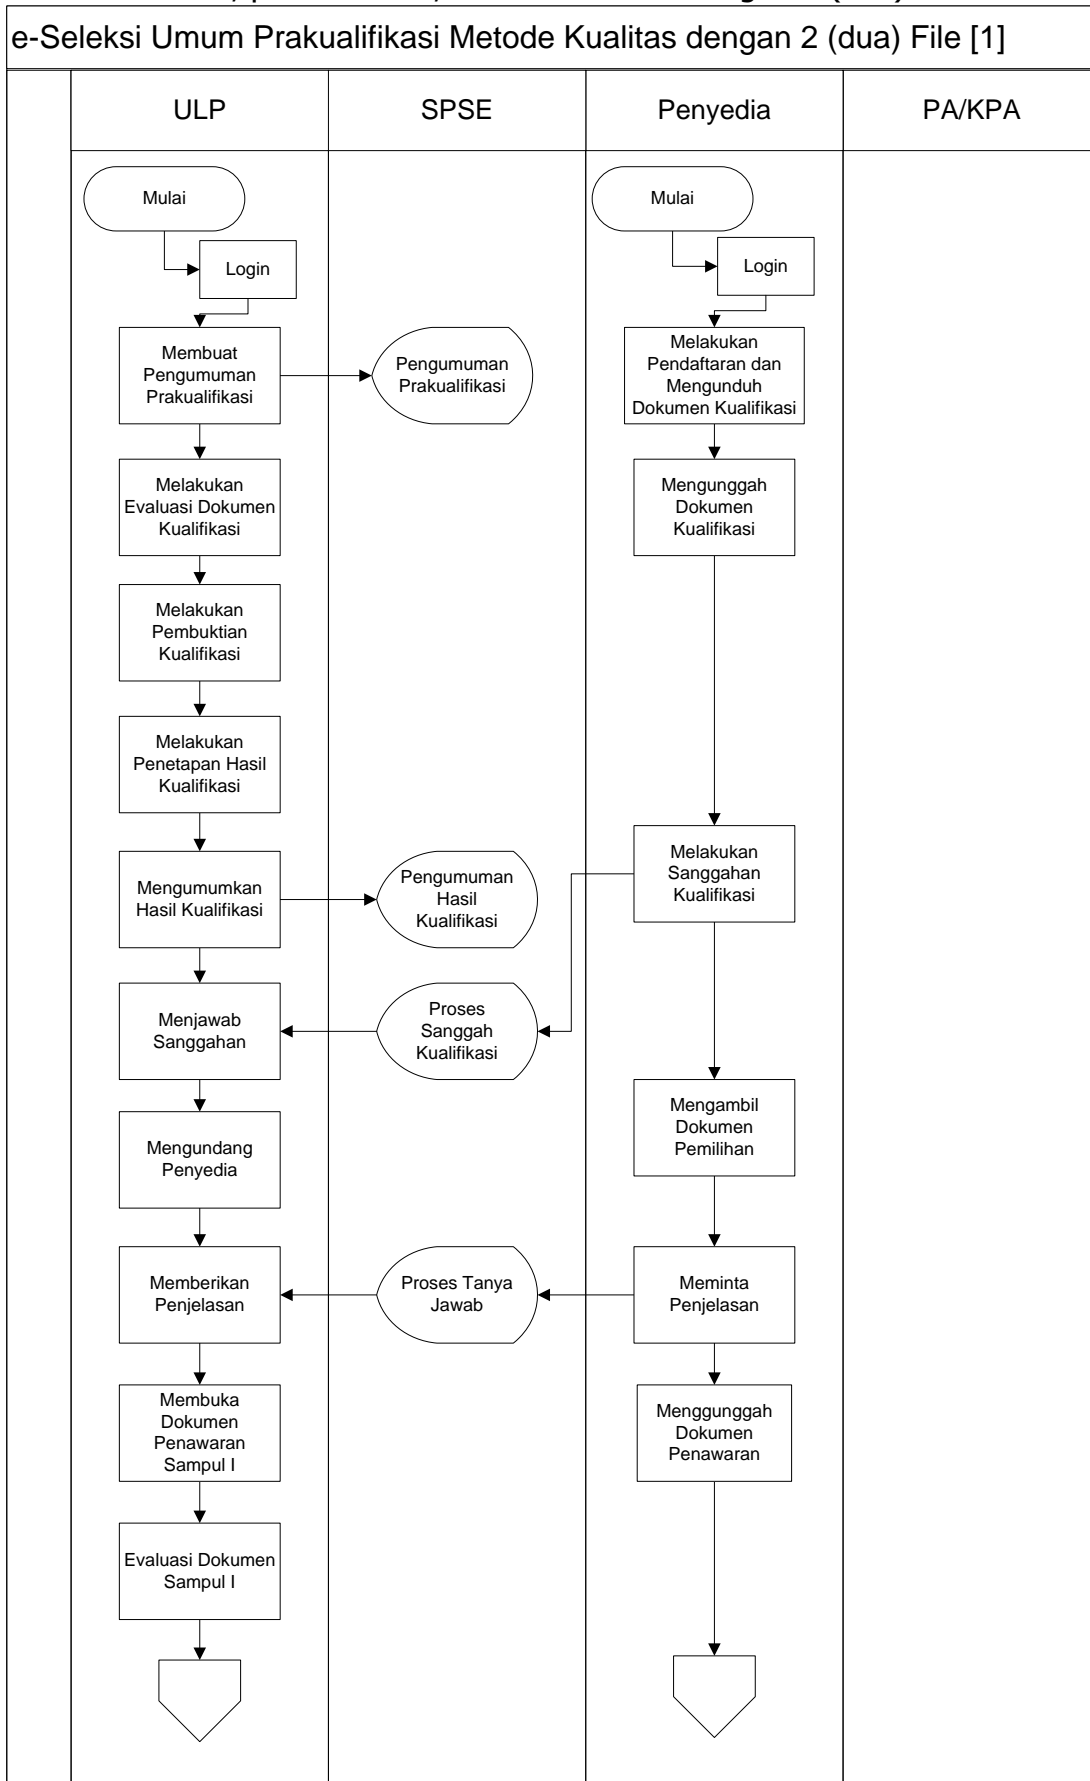 e-Seleksi Umum Prakualifikasi Metode Kualitas dengan 2 (dua) File [1]
ULP
SPSE
Penyedia
PA/KPA
Mulai
Mulai
Login
Login
Membuat
Pengumuman
Prakualifikasi
Pengumuman
Prakualifikasi
Melakukan
Pendaftaran dan
Mengunduh
Dokumen Kualifikasi
Melakukan
Evaluasi Dokumen
Kualifikasi
Mengunggah
Dokumen
Kualifikasi
Melakukan
Pembuktian
Kualifikasi
Melakukan
Penetapan Hasil
Kualifikasi
Mengumumkan
Hasil Kualifikasi
Pengumuman
Hasil
Kualifikasi
Melakukan
Sanggahan
Kualifikasi
Menjawab
Sanggahan
Proses
Sanggah
Kualifikasi
Mengundang
Penyedia
Mengambil
Dokumen
Pemilihan
Memberikan
Penjelasan
Proses Tanya
Jawab
Meminta
Penjelasan
Membuka
Dokumen
Penawaran
Sampul I
Menggunggah
Dokumen
Penawaran
Evaluasi Dokumen
Sampul I